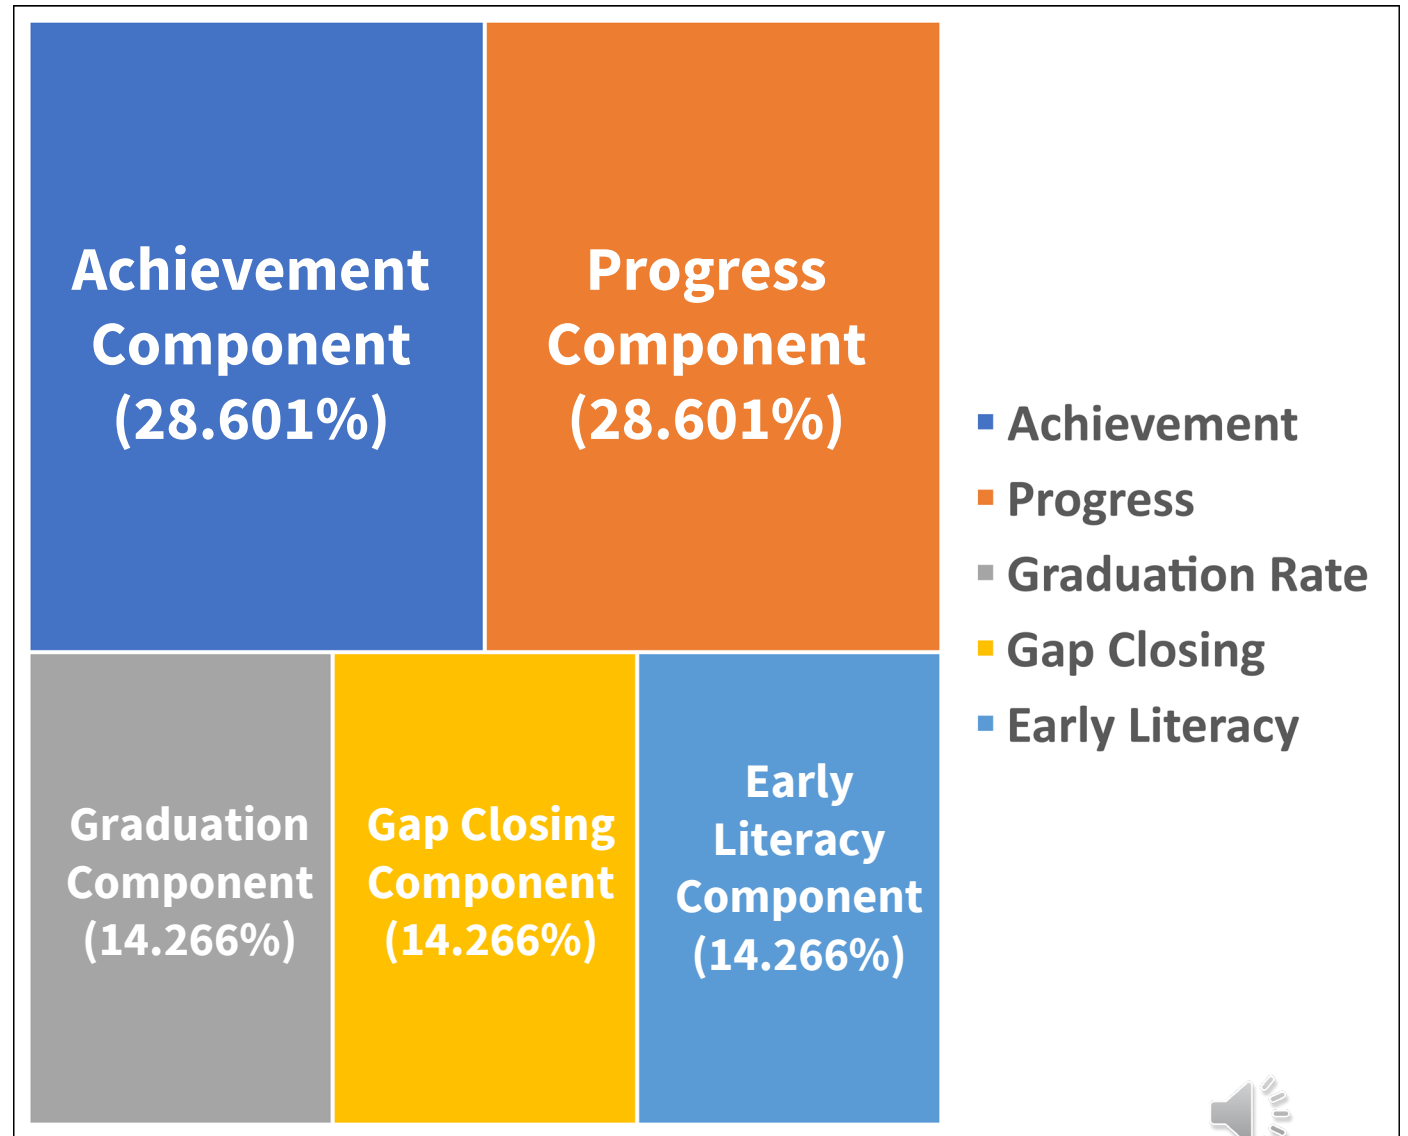 Achievement
Component
(28.601%)
Progress
Component
(28.601%)
Graduation
Component
(14.266%)
Gap Closing
Component
(14.266%)
Early
Literacy
Component
(14.266%)
Achievement
Progress
Graduation Rate
Gap Closing
Early Literacy